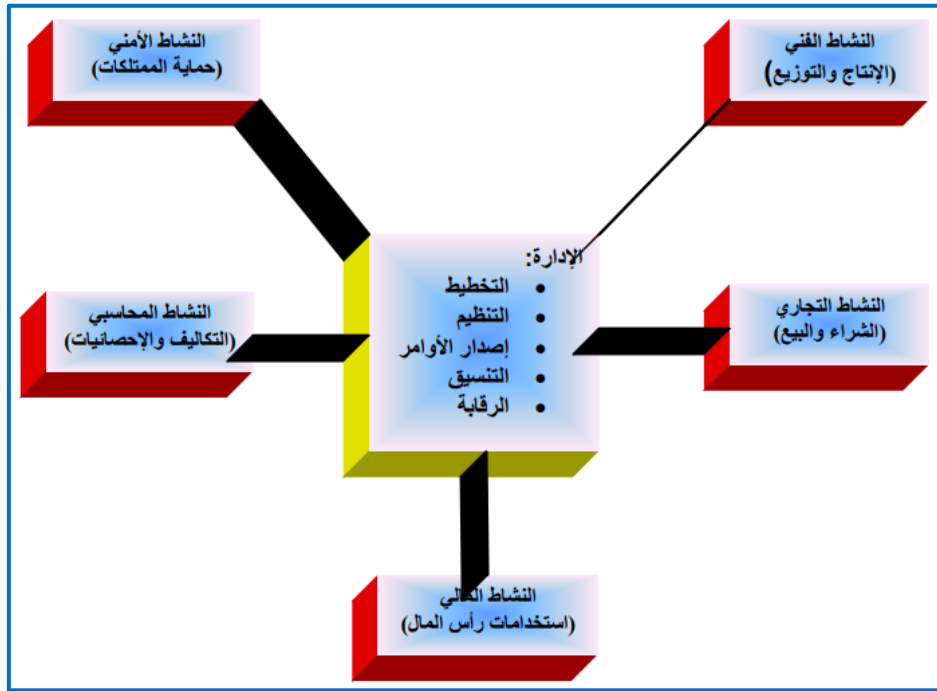 النشاط الفني
(الإنتاج والتوزيع)
النشاط الأمني
(حماية الممتلكات)
الإدارة:
• التخطيط
• التنظيم
• إصدار الأوامر
• التنسيق
• الرقابة
النشاط التجاري
(الشراء والبيع)
النشاط المحاسبي
(التكاليف والإحصائيات)
النشاط المالي
(استخدامات رأس المال)